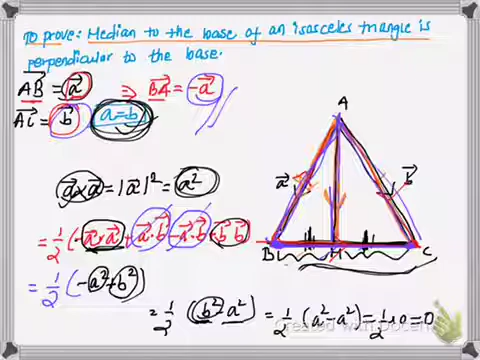 To prove: Median to the base of an isosceles triangle is
perpendicular to the base.
AB⃗ = a⃗ ⇒ BA⃗ = -a⃗
AC⃗ = b⃗ a=b
A
a⃗ b⃗
a⃗·a⃗ = |a⃗|² = a²
= 1/2 (-a⃗·a⃗ + a⃗·b⃗ - a⃗·b⃗ + b⃗·b⃗)
B M C
= 1/2 (-a² + b²)
= 1/2 (b² - a²) = 1/2 (a² - a²) = 1/2 × 0 = 0
Created with Doceri